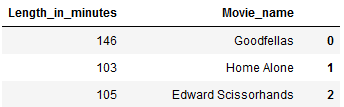 Length_in_minutes Movie_name
146 Goodfellas 0
103 Home Alone 1
105 Edward Scissorhands 2